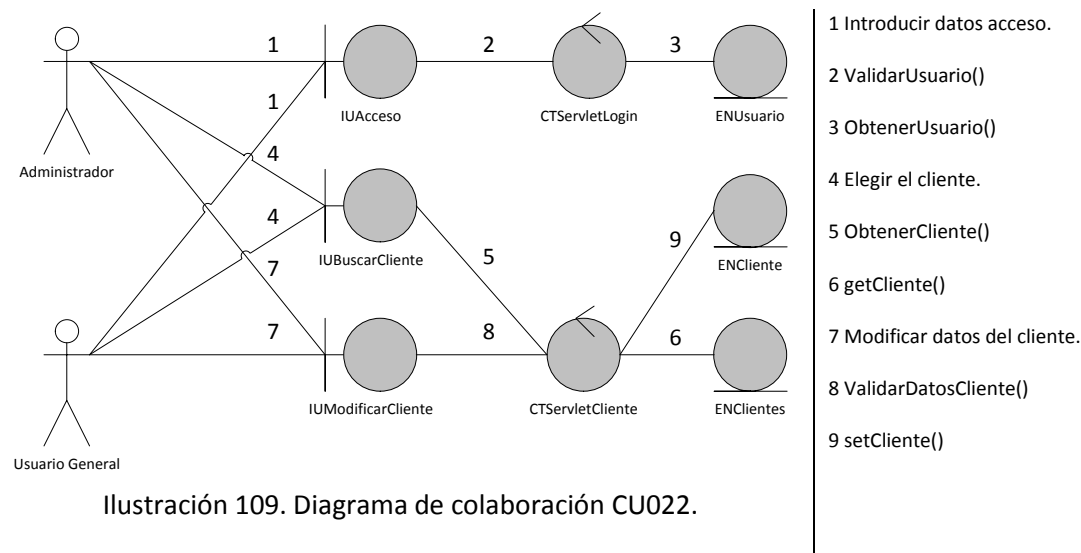 1
2
3
1 Introducir datos acceso.
1
IUAcceso
CTServletLogin
ENUsuario
2 ValidarUsuario()
3 ObtenerUsuario()
Administrador
4
4 Elegir el cliente.
4
9
5 ObtenerCliente()
IUBuscarCliente
5
ENCliente
7
6 getCliente()
7
8
6
7 Modificar datos del cliente.
8 ValidarDatosCliente()
IUModificarCliente
CTServletCliente
ENClientes
9 setCliente()
Usuario General
Ilustración 109. Diagrama de colaboración CU022.